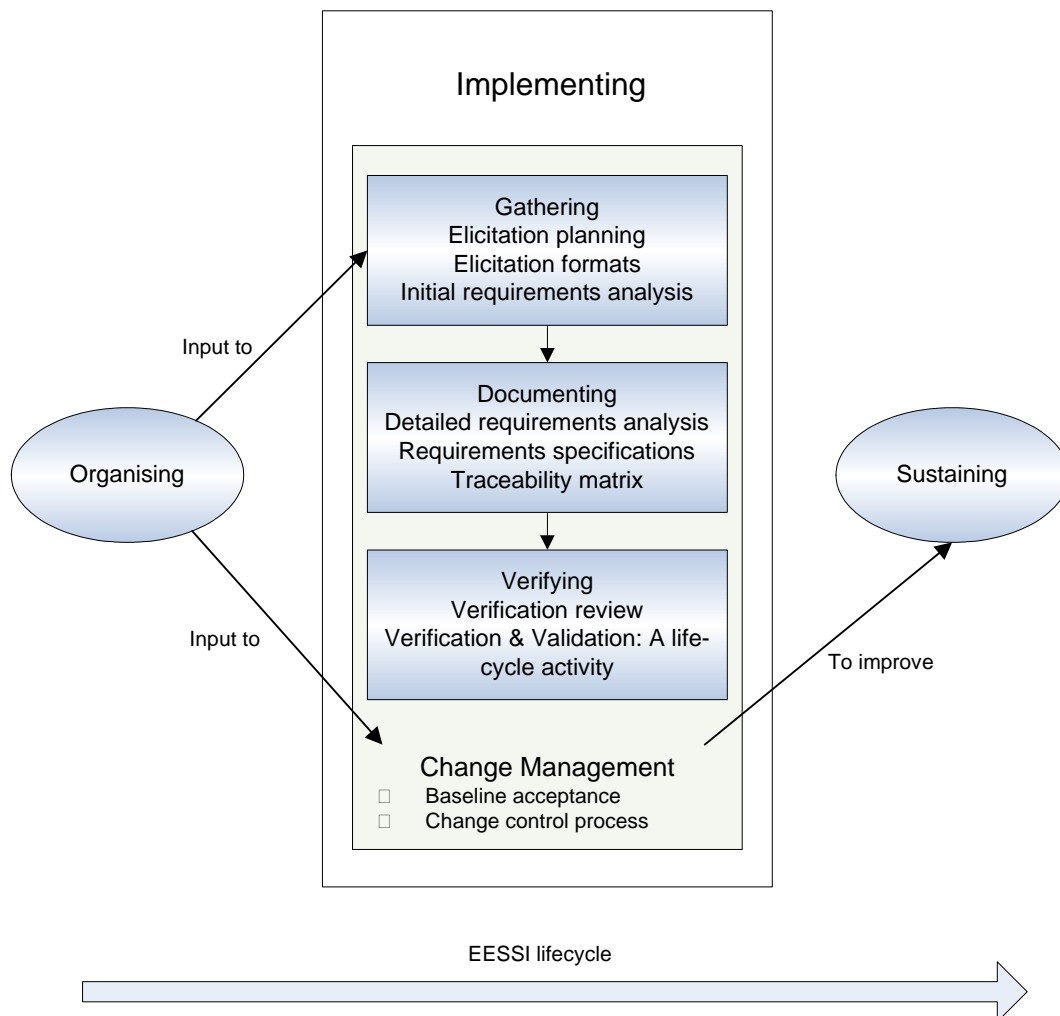 Implementing
Gathering
Elicitation planning
Elicitation formats
Initial requirements analysis
Input to
Documenting
Detailed requirements analysis
Requirements specifications
Traceability matrix
Organising
Sustaining
Verifying
Verification review
Verification & Validation: A life-
cycle activity
Input to
To improve
Change Management
Baseline acceptance
Change control process
EESSI lifecycle